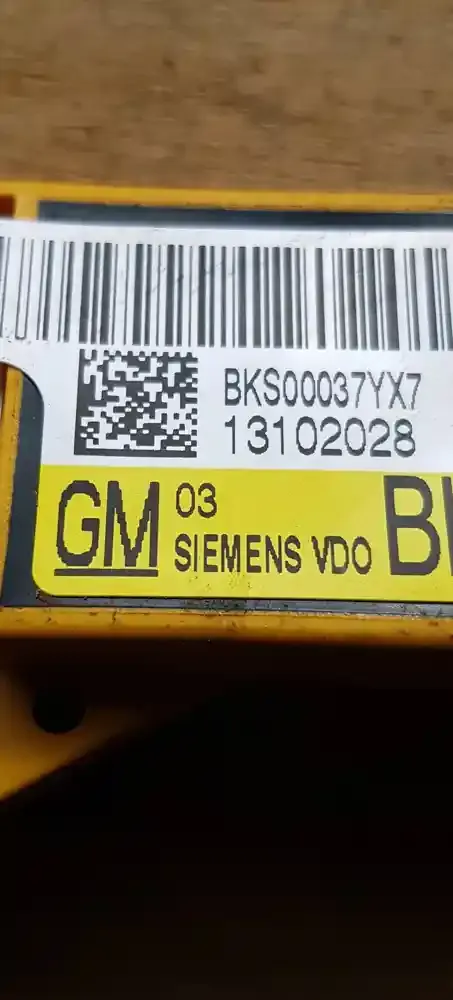 BKS00037YX7
13102028
GM 03
SIEMENS VDO